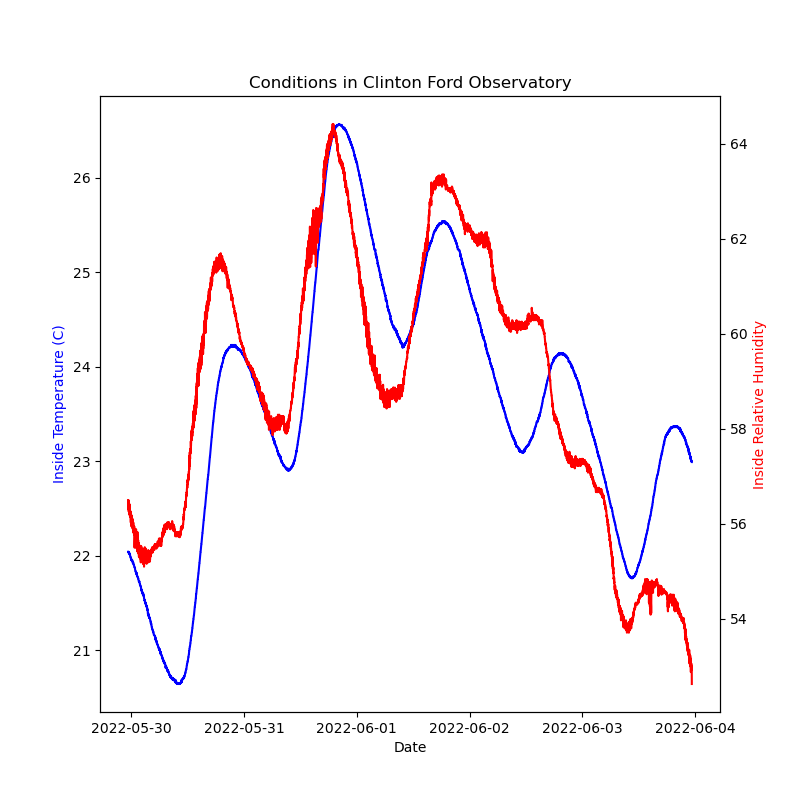 Conditions in Clinton Ford Observatory
Inside Temperature (C)
26
25
24
23
22
21
64
62
60
58
56
54
Inside Relative Humidity
2022-05-30 2022-05-31 2022-06-01 2022-06-02 2022-06-03 2022-06-04
Date